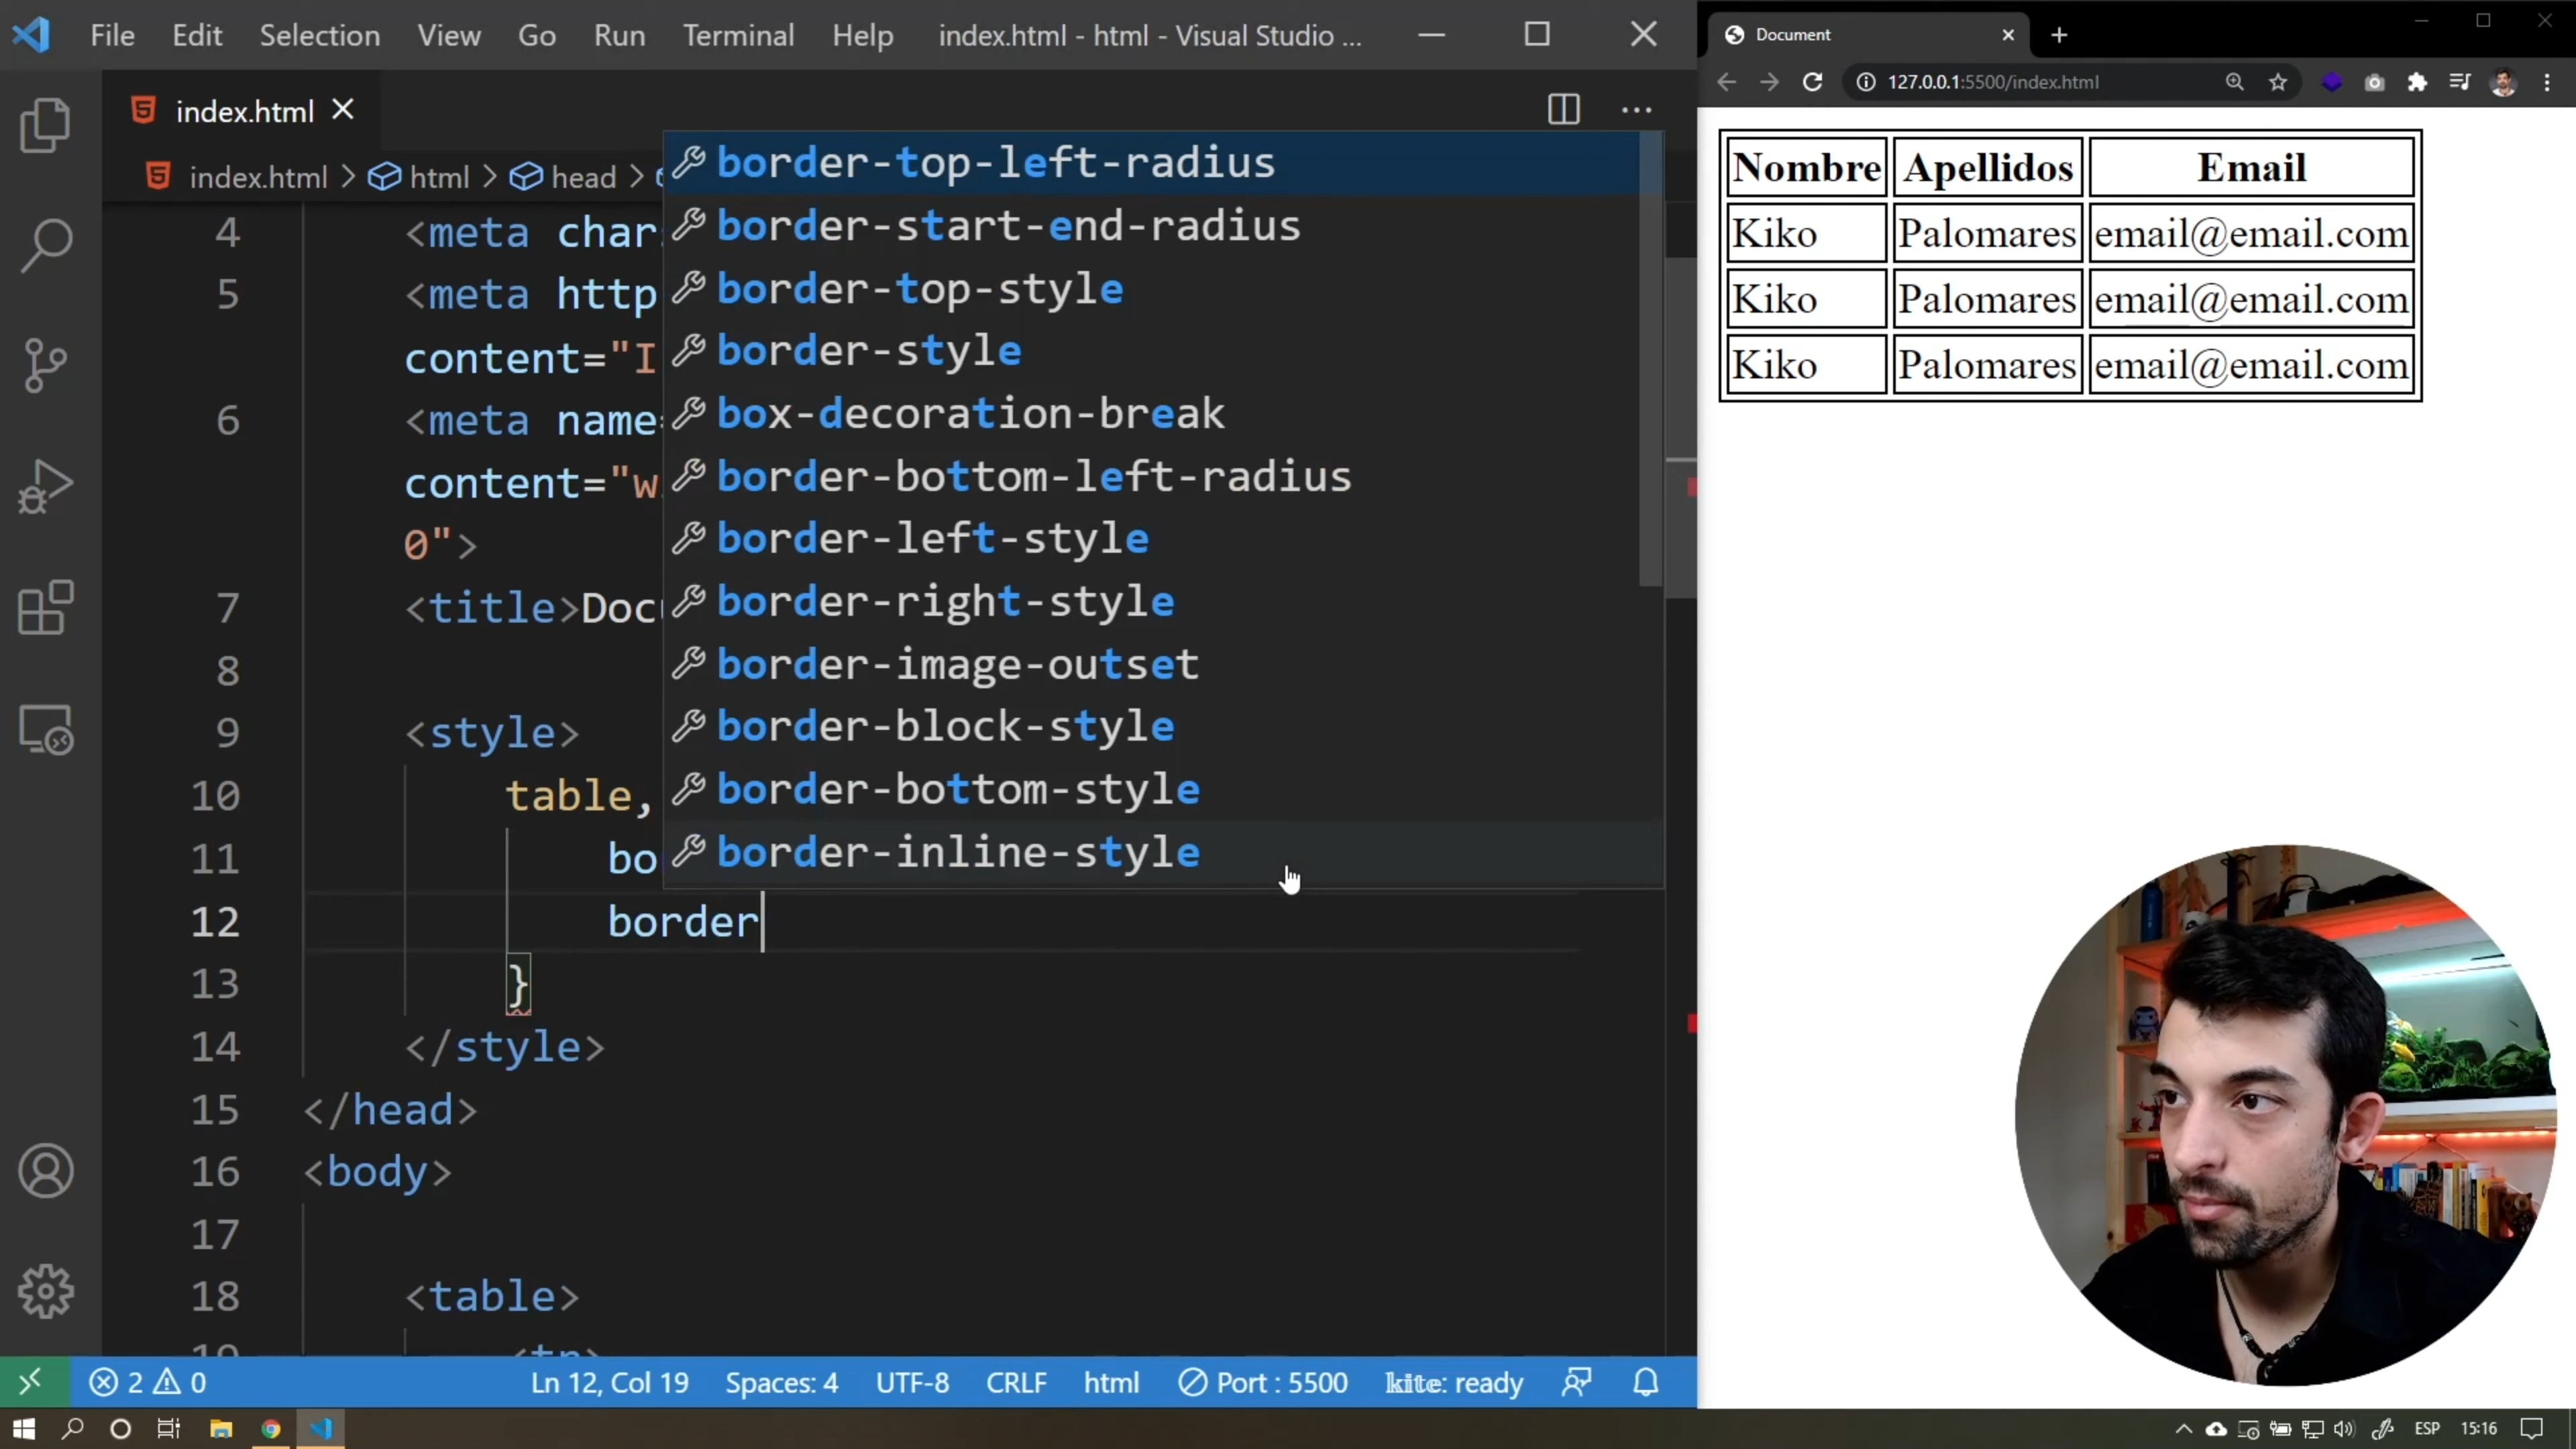 File Edit Selection View Go Run Terminal Help index.html - html - Visual Studio ...
index.html
index.html > html > head >
4 <meta char
5 <meta http
content="I
6 <meta name=
content="w
0">
7 <title>Doc
8
9 <style>
10 table,
11 bo
12 border
13 }
14 </style>
15 </head>
16 <body>
17
18 <table>
19 <tr>
border-top-left-radius
border-start-end-radius
border-top-style
border-style
box-decoration-break
border-bottom-left-radius
border-left-style
border-right-style
border-image-outset
border-block-style
border-bottom-style
border-inline-style
2 0 Ln 12, Col 19 Spaces: 4 UTF-8 CRLF html Port : 5500 kite: ready
Document
127.0.0.1:5500/index.html
Nombre Apellidos Email
Kiko Palomares email@email.com
Kiko Palomares email@email.com
Kiko Palomares email@email.com
ESP 15:16